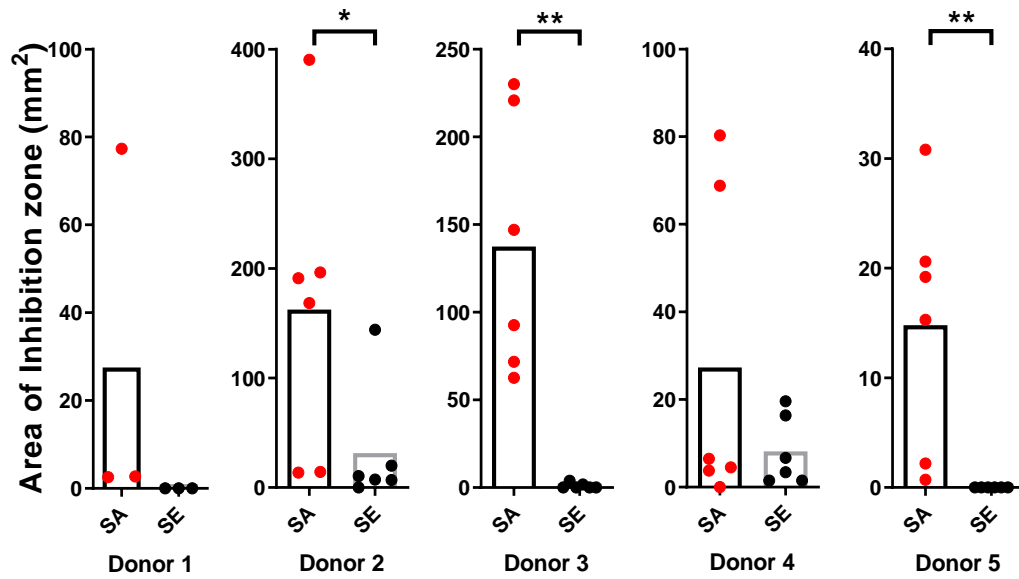 Area of Inhibition zone (mm2)
* ** **
100 400 250 100 40
80 300 200 80 30
60 200 150 60 20
40 100 100 40 10
20 0 50 20 0
0 0 0
SA SE SA SE SA SE SA SE SA SE
Donor 1 Donor 2 Donor 3 Donor 4 Donor 5